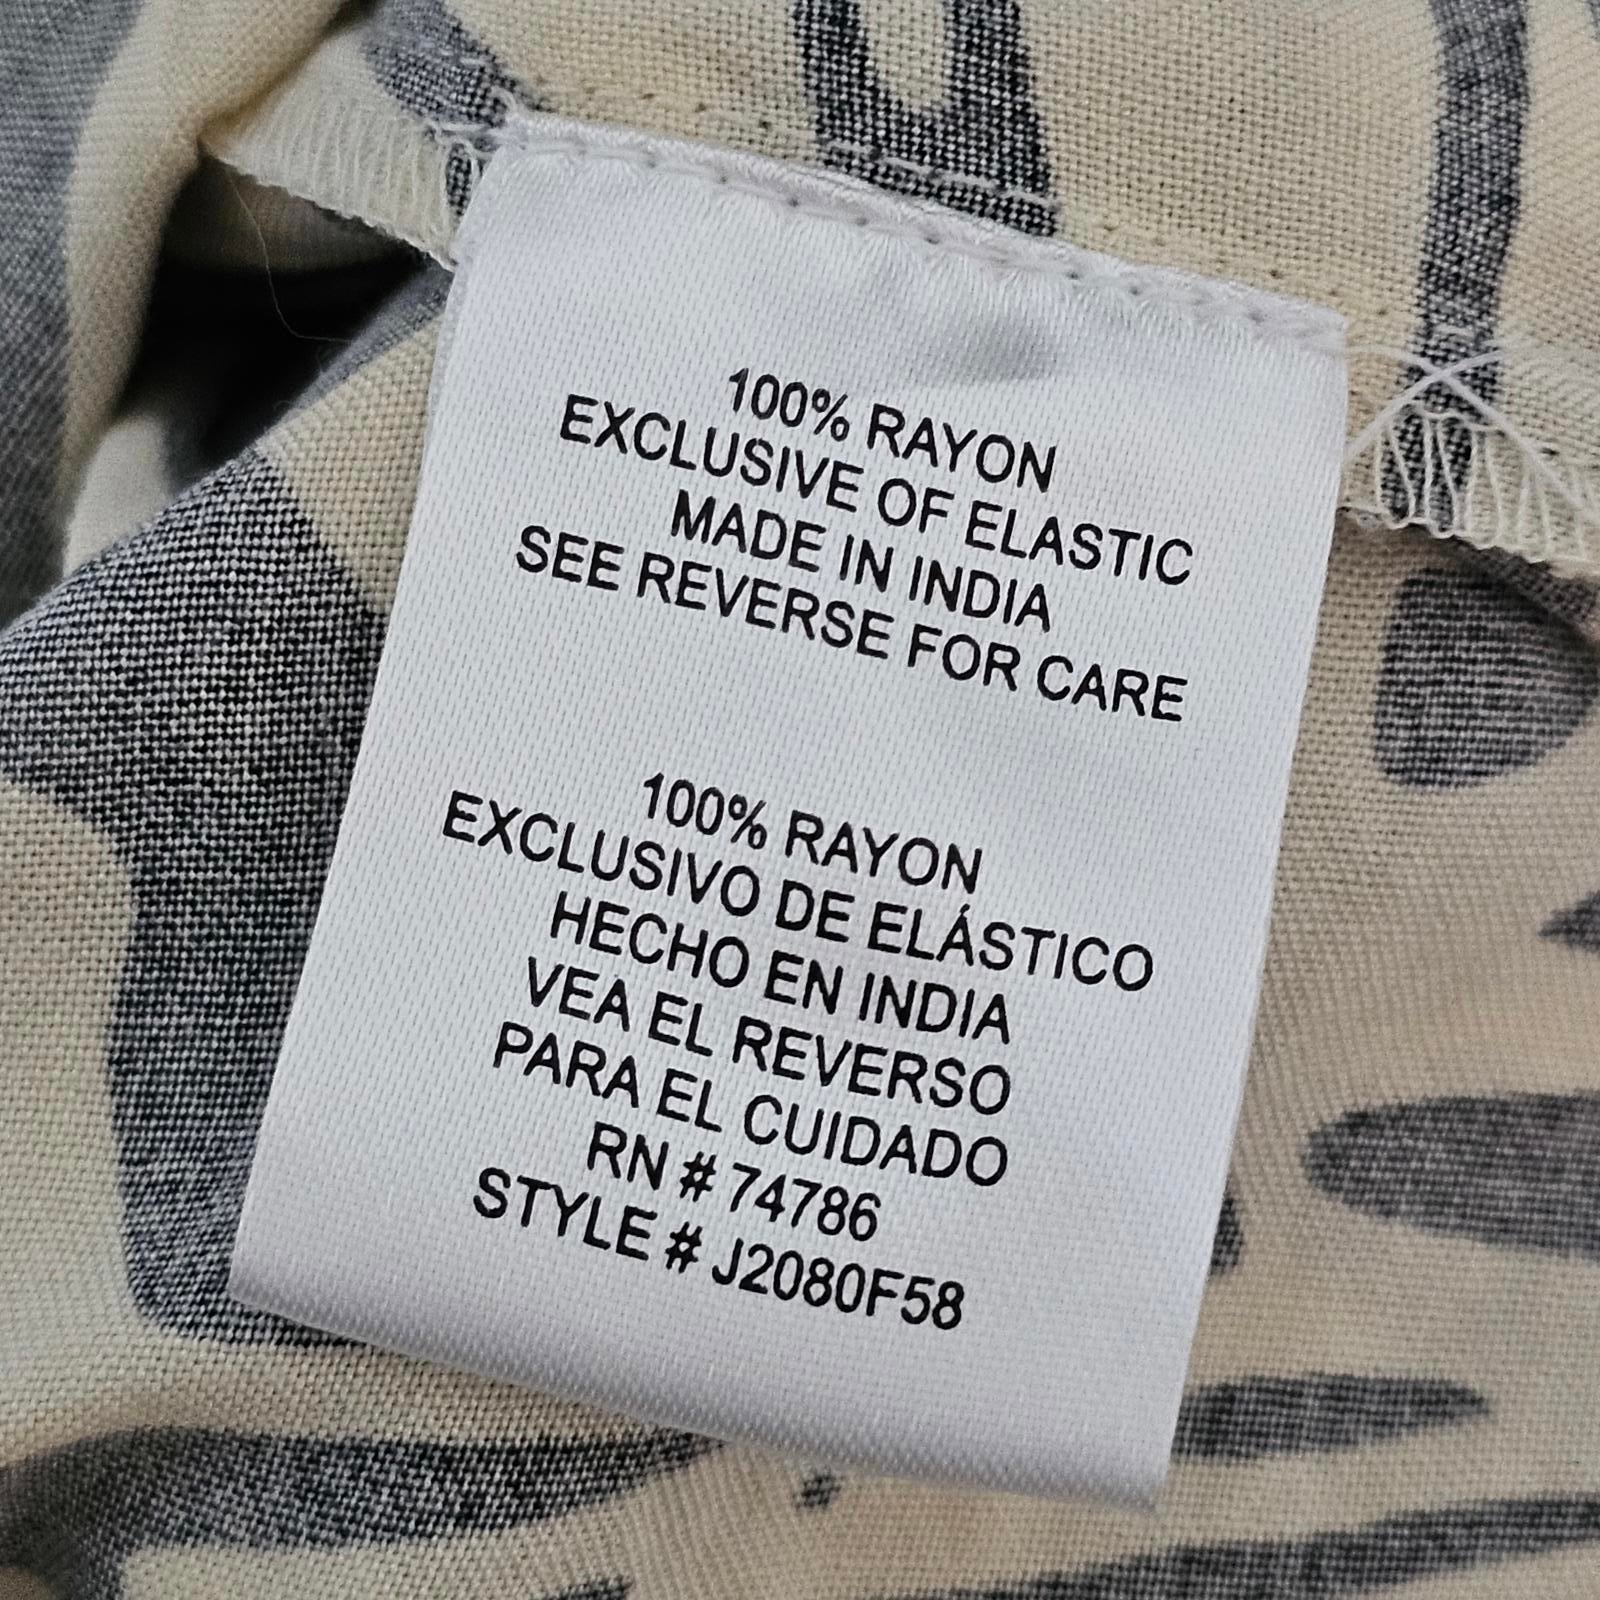 100% RAYON
EXCLUSIVE OF ELASTIC
MADE IN INDIA
SEE REVERSE FOR CARE
100% RAYON
EXCLUSIVO DE ELÁSTICO
HECHO EN INDIA
VEA EL REVERSO
PARA EL CUIDADO
RN # 74786
STYLE # J2080F58